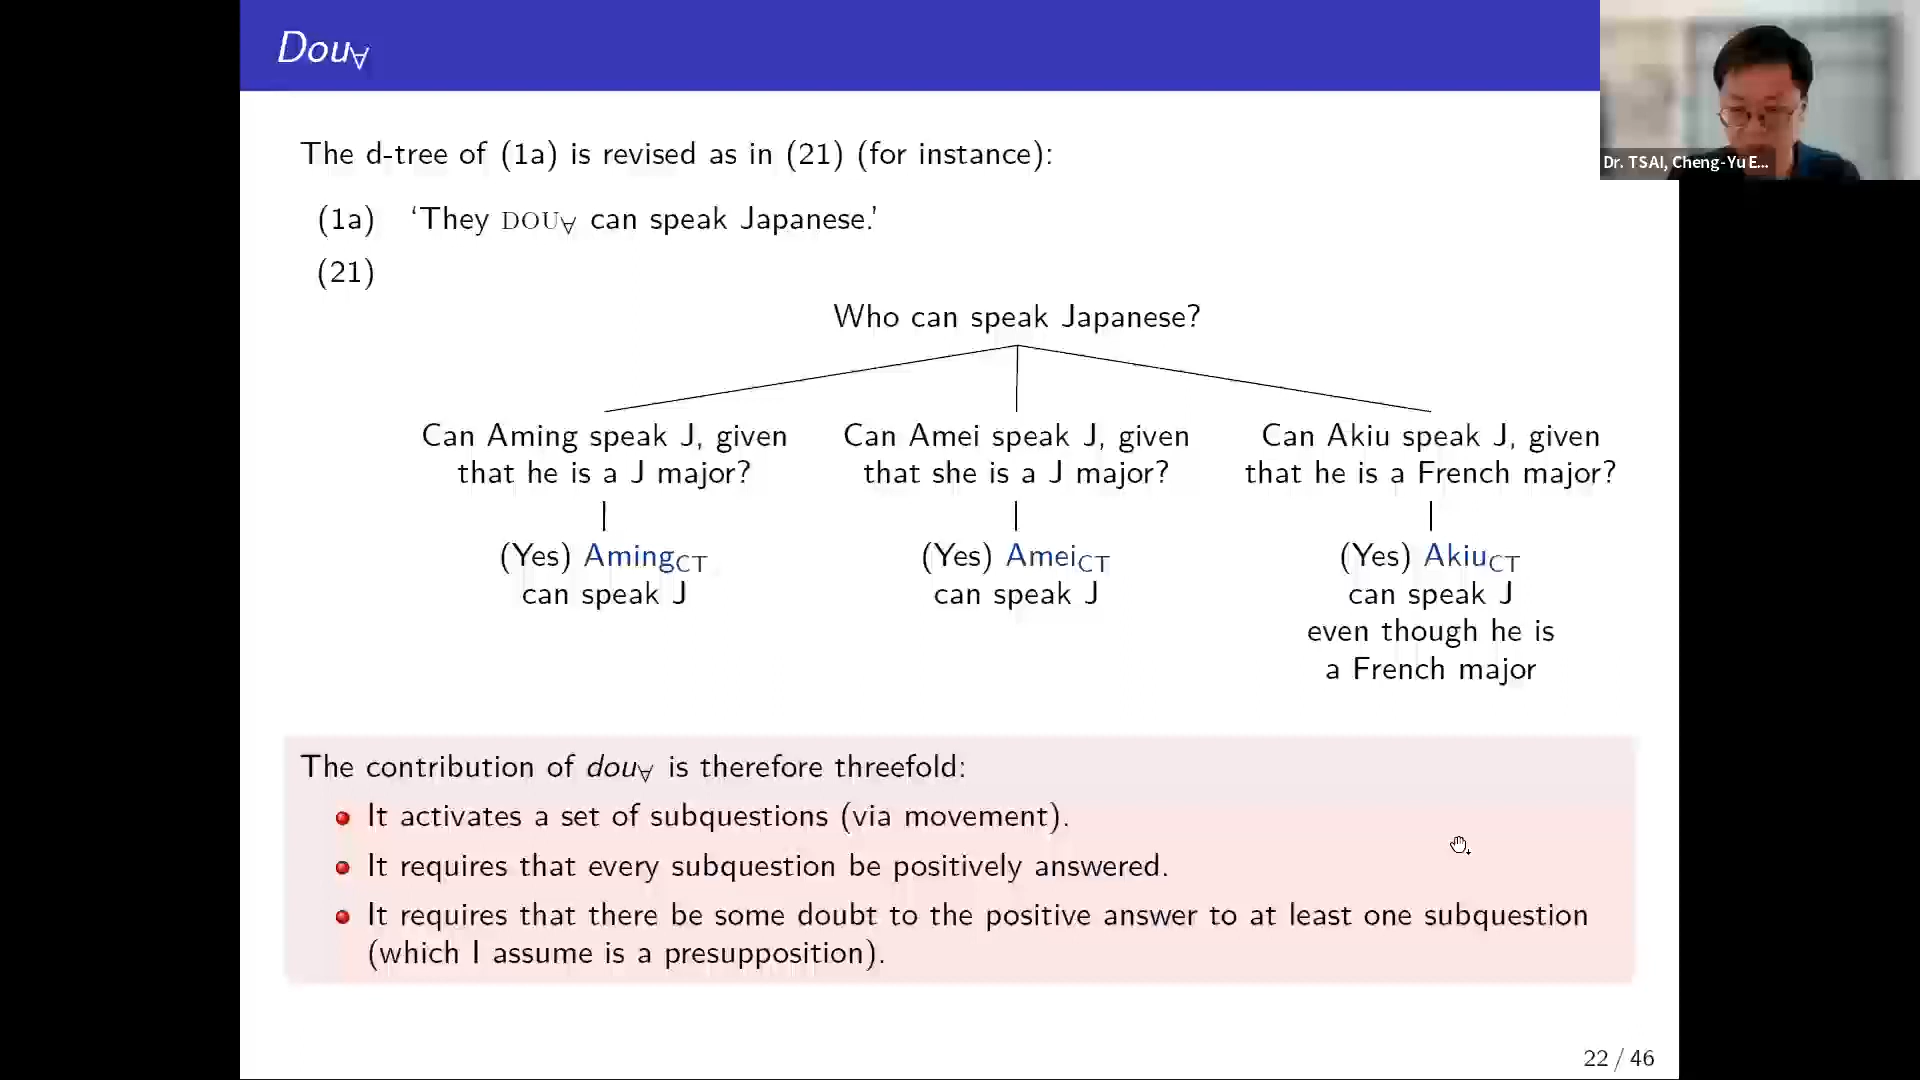 Dou∀
Dr. TSAI, Cheng-Yu E...
The d-tree of (1a) is revised as in (21) (for instance):
(1a) ‘They DOU∀ can speak Japanese.’
(21)
Who can speak Japanese?
Can Aming speak J, given
that he is a J major?
(Yes) AmingCT
can speak J
Can Amei speak J, given
that she is a J major?
(Yes) AmeiCT
can speak J
Can Akiu speak J, given
that he is a French major?
(Yes) AkiuCT
can speak J
even though he is
a French major
The contribution of dou∀ is therefore threefold:
It activates a set of subquestions (via movement).
It requires that every subquestion be positively answered.
It requires that there be some doubt to the positive answer to at least one subquestion
(which I assume is a presupposition).
22 / 46